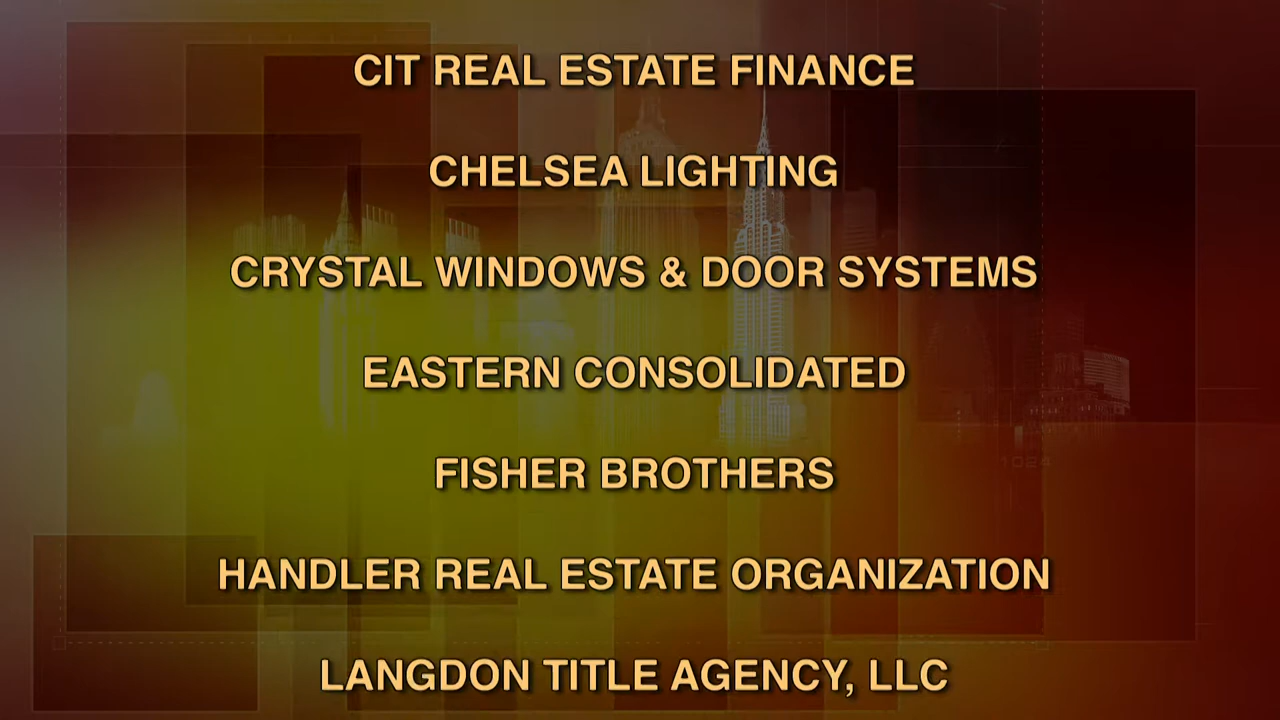 CIT REAL ESTATE FINANCE
CHELSEA LIGHTING
CRYSTAL WINDOWS & DOOR SYSTEMS
EASTERN CONSOLIDATED
1024
FISHER BROTHERS
HANDLER REAL ESTATE ORGANIZATION
LANGDON TITLE AGENCY, LLC